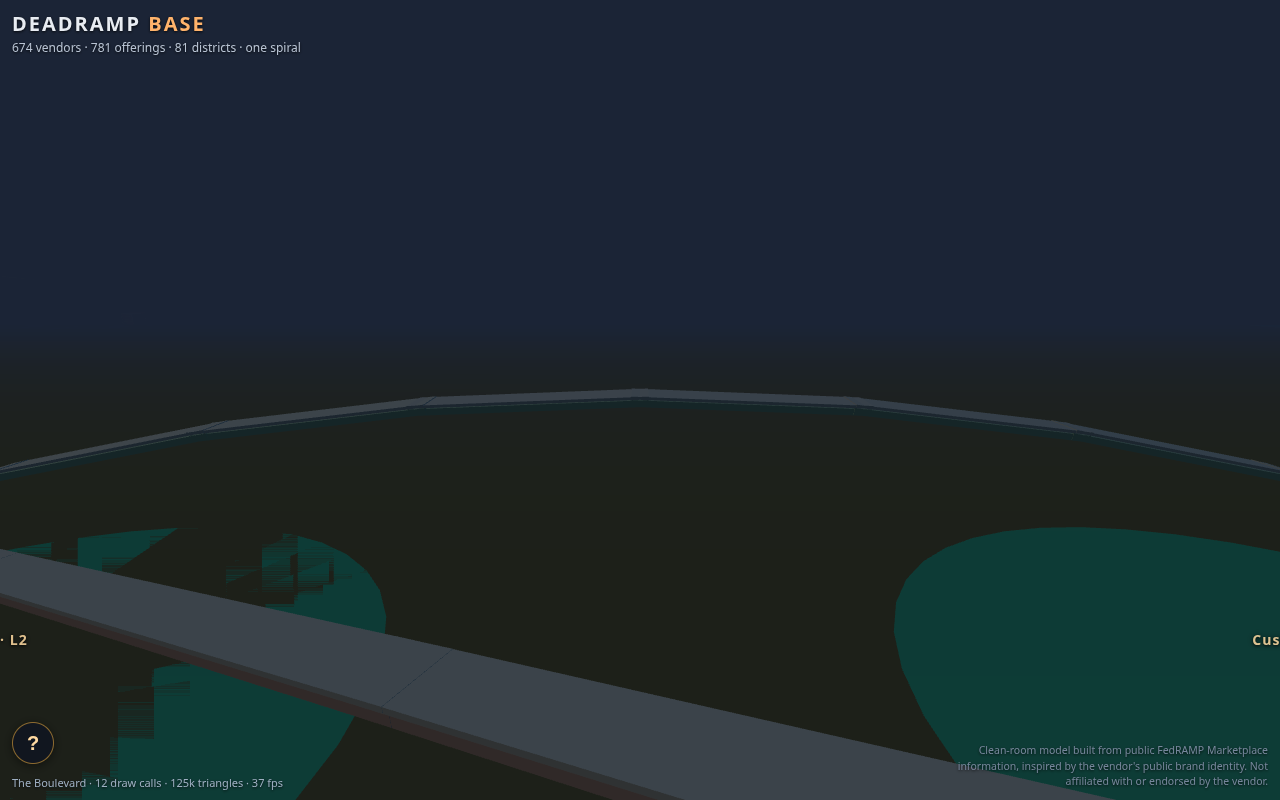 DEADRAMP BASE
674 vendors · 781 offerings · 81 districts · one spiral
· L2
Cus
?
Clean-room model built from public FedRAMP Marketplace
information, inspired by the vendor's public brand identity. Not
affiliated with or endorsed by the vendor.
The Boulevard · 12 draw calls · 125k triangles · 37 fps